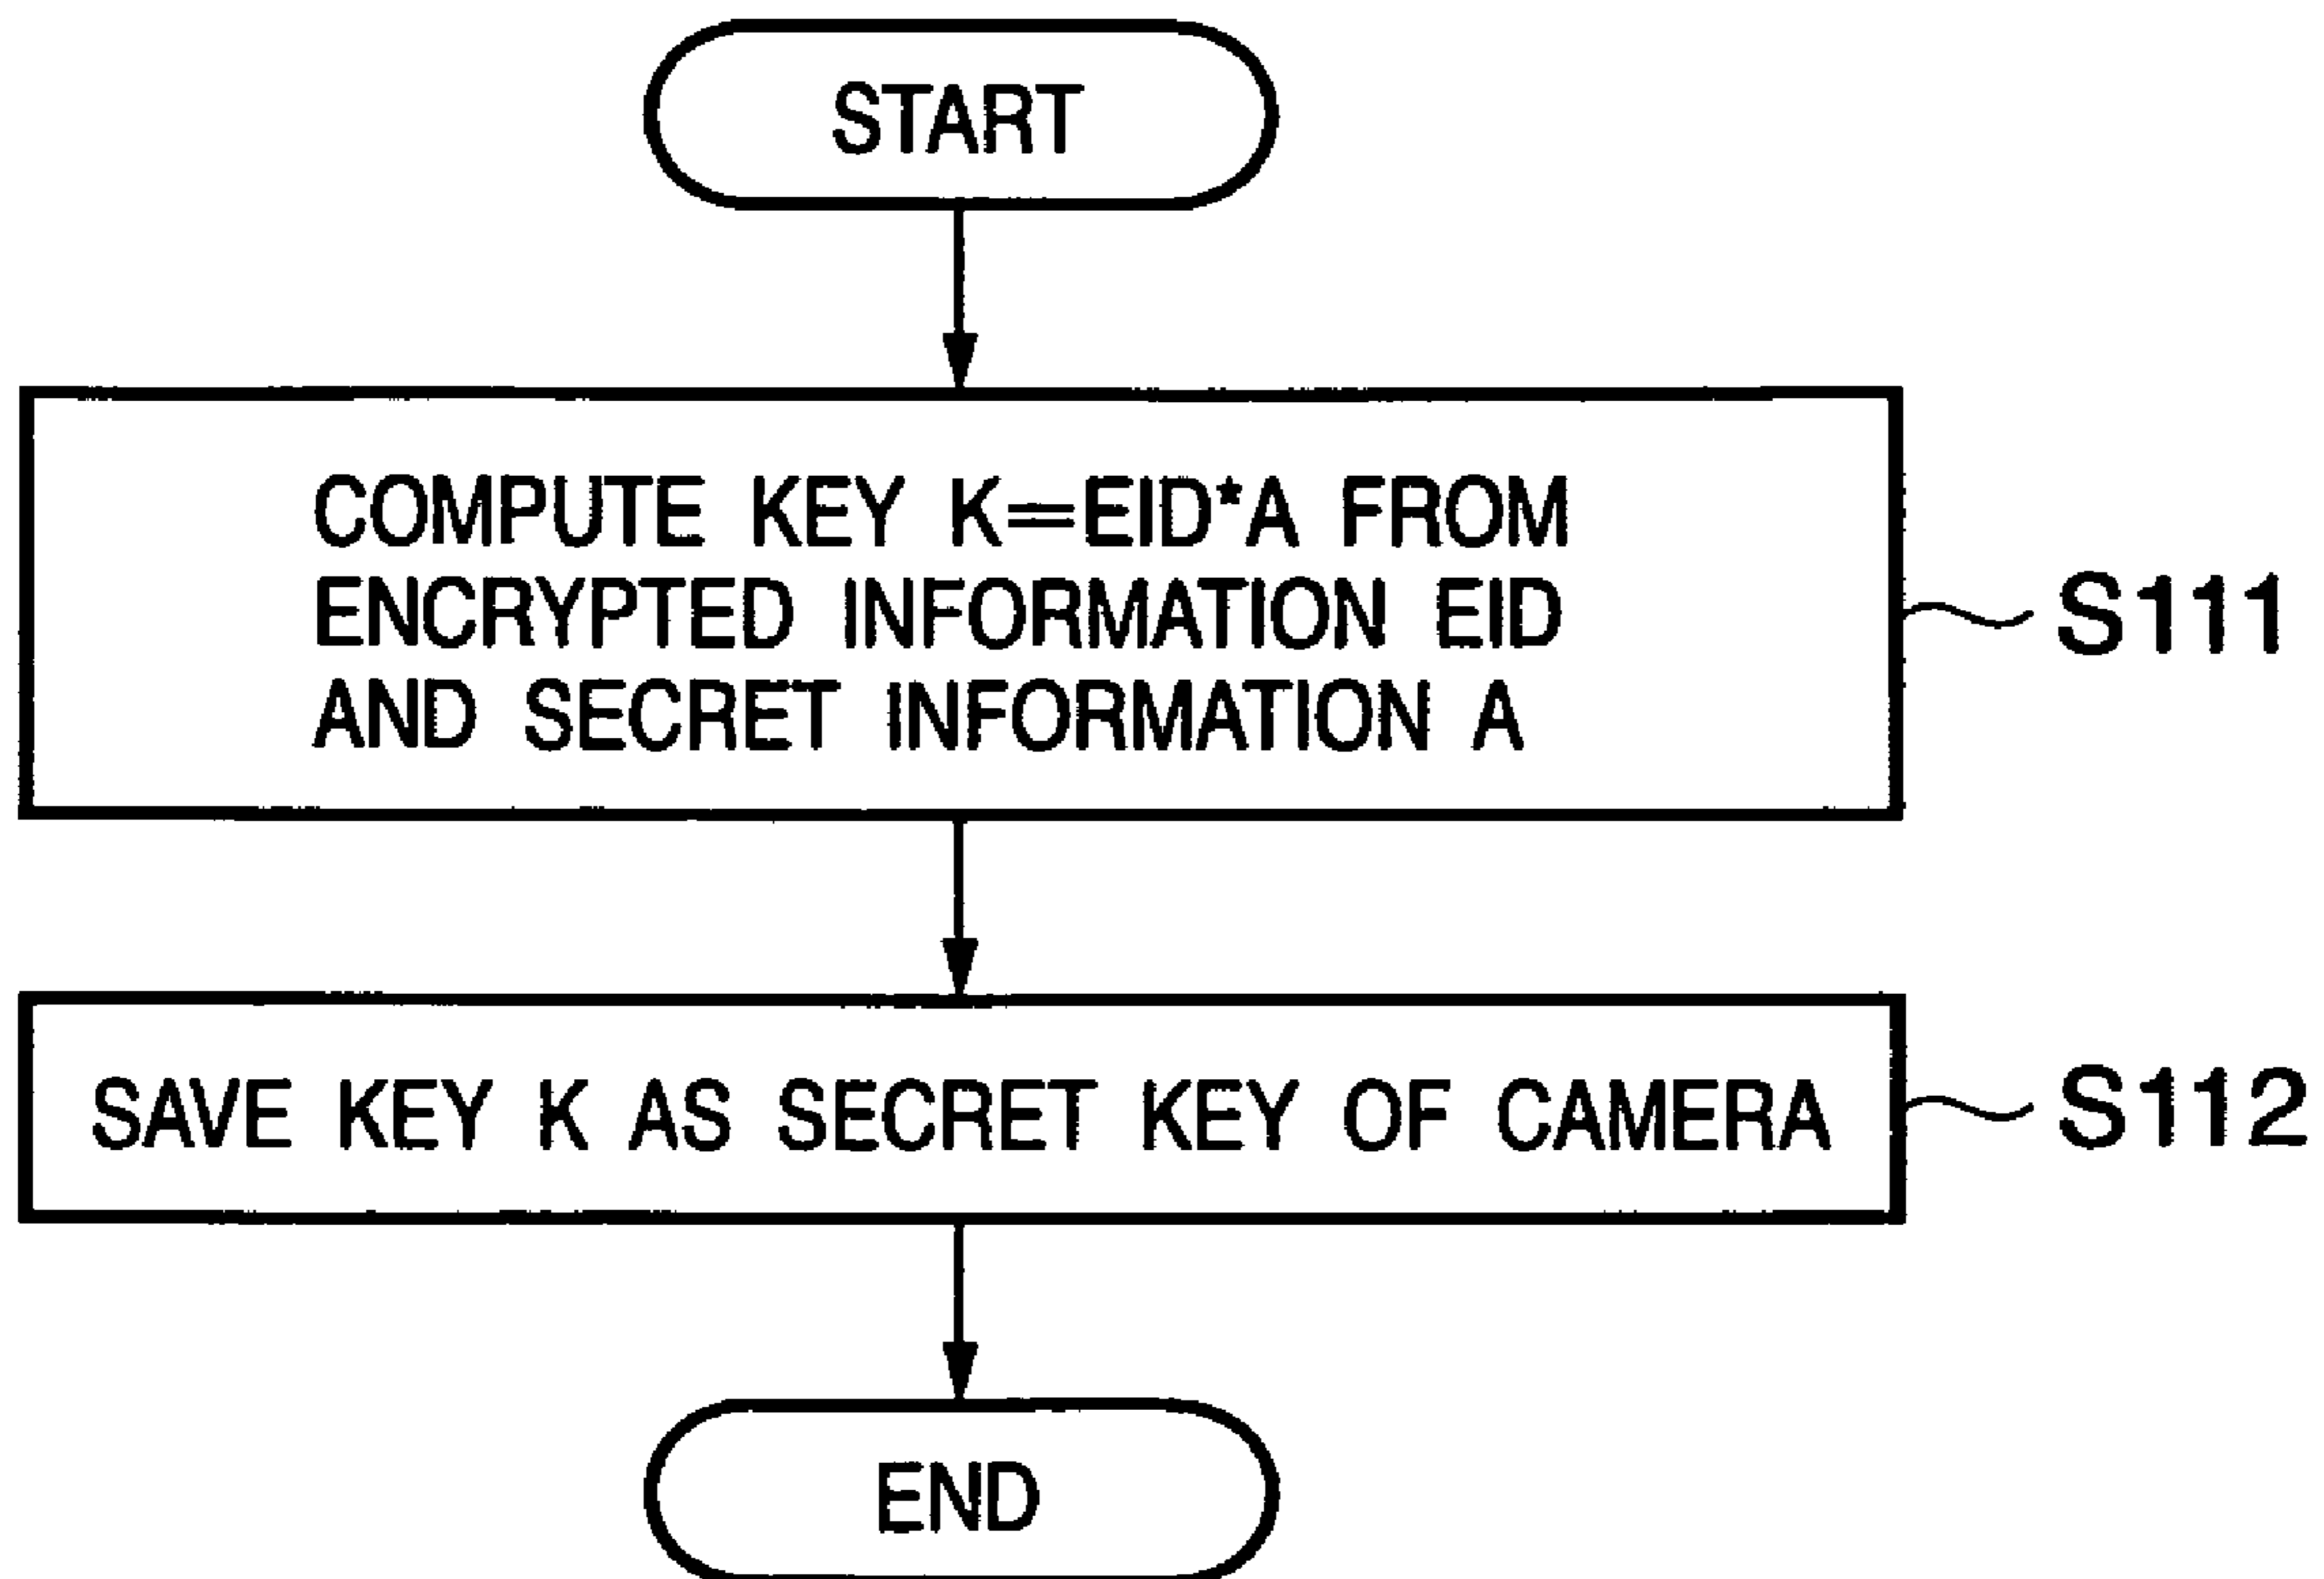 START
COMPUTE KEY K=EID*A FROM
ENCRYPTED INFORMATION EID
AND SECRET INFORMATION A
S111
SAVE KEY K AS SECRET KEY OF CAMERA
S112
END